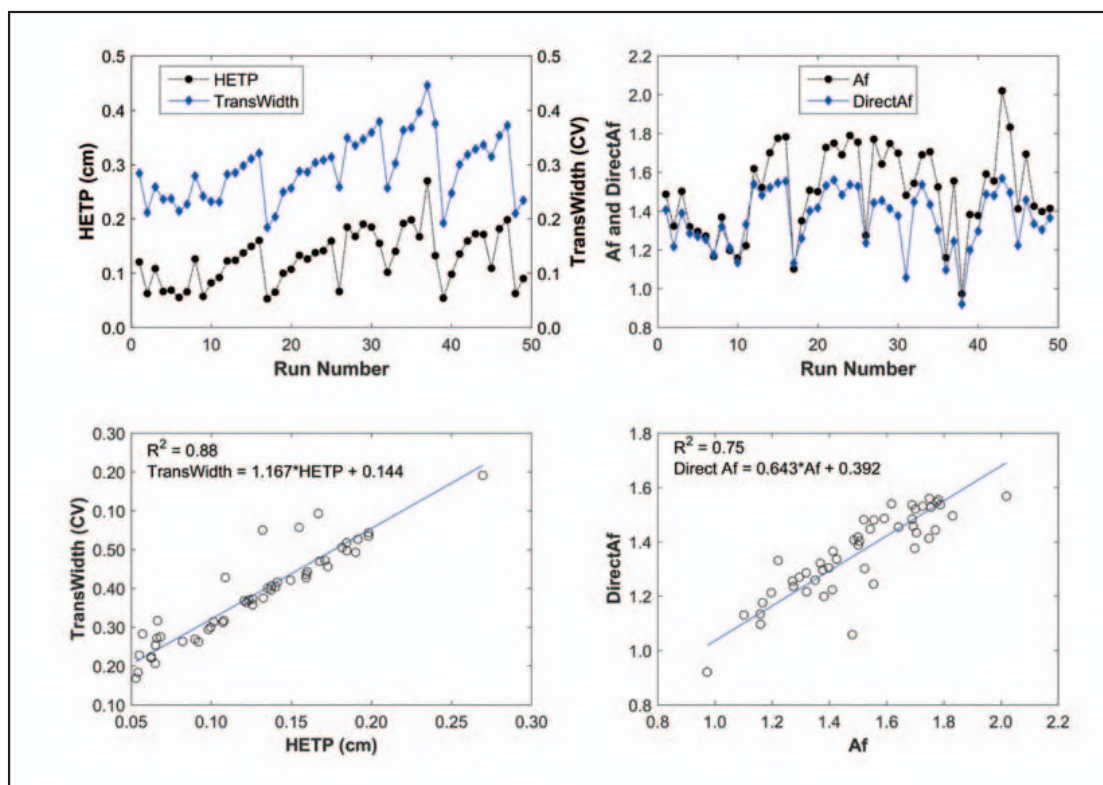 HETP
TransWidth
0.5
0.4
0.3
0.2
0.1
0.0
HETP (cm)
0.5
0.4
0.3
0.2
0.1
0.0
TransWidth (CV)
0 10 20 30 40 50
Run Number
Af
DirectAf
2.2
2.0
1.8
1.6
1.4
1.2
1.0
0.8
Af and DirectAf
0 10 20 30 40 50
Run Number
R² = 0.88
TransWidth = 1.167*HETP + 0.144
0.30
0.20
0.10
0.50
0.40
0.30
0.20
0.10
TransWidth (CV)
0.05 0.10 0.15 0.20 0.25 0.30
HETP (cm)
R² = 0.75
Direct Af = 0.643*Af + 0.392
1.8
1.6
1.4
1.2
1.0
0.8
DirectAf
0.8 1.0 1.2 1.4 1.6 1.8 2.0 2.2
Af